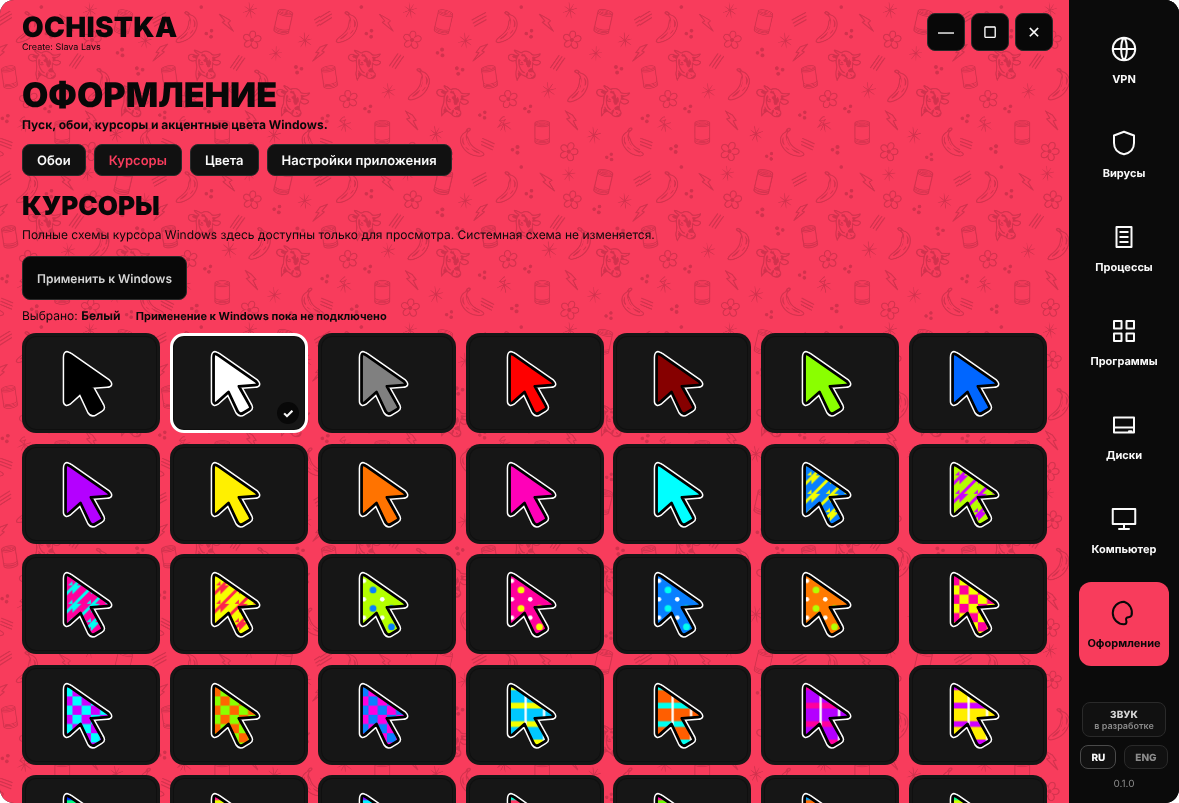 OCHISTKA
Create: Slava Lavs
ОФОРМЛЕНИЕ
Пуск, обои, курсоры и акцентные цвета Windows.
Обои
Курсоры
Цвета
Настройки приложения
КУРСОРЫ
Полные схемы курсора Windows здесь доступны только для просмотра. Системная схема не изменяется.
Применить к Windows
Выбрано: Белый · Применение к Windows пока не подключено
VPN
Вирусы
Процессы
Программы
Диски
Компьютер
Оформление
ЗВУК
в разработке
RU
ENG
0.1.0